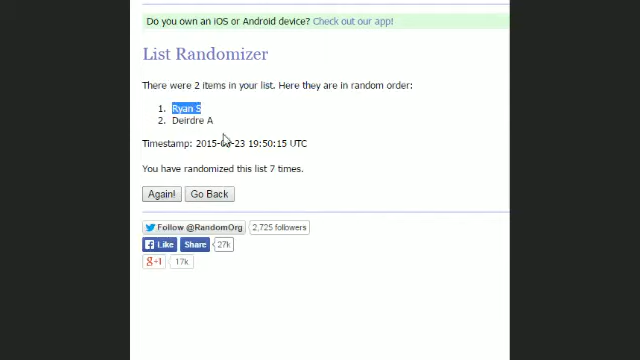 Do you own an iOS or Android device? Check out our app!
List Randomizer
There were 2 items in your list. Here they are in random order:
1. Ryan S
2. Deirdre A
Timestamp: 23 19:50:15 UTC
You have randomized this list 7 times.
Again! Go Back
Follow @RandomOrg 2,725 followers
Like Share 27k
g+1 17k